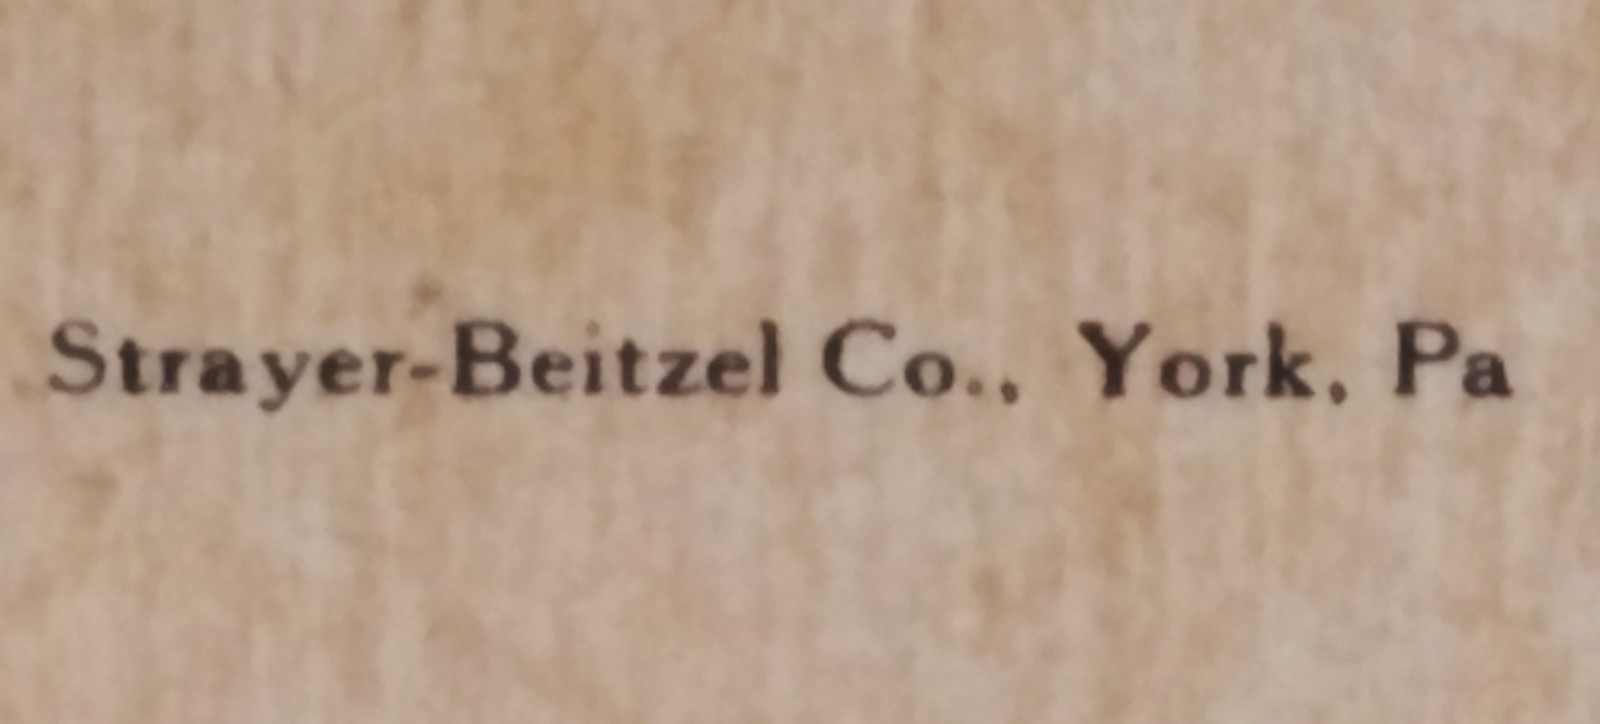 Strayer-Beitzel Co., York, Pa